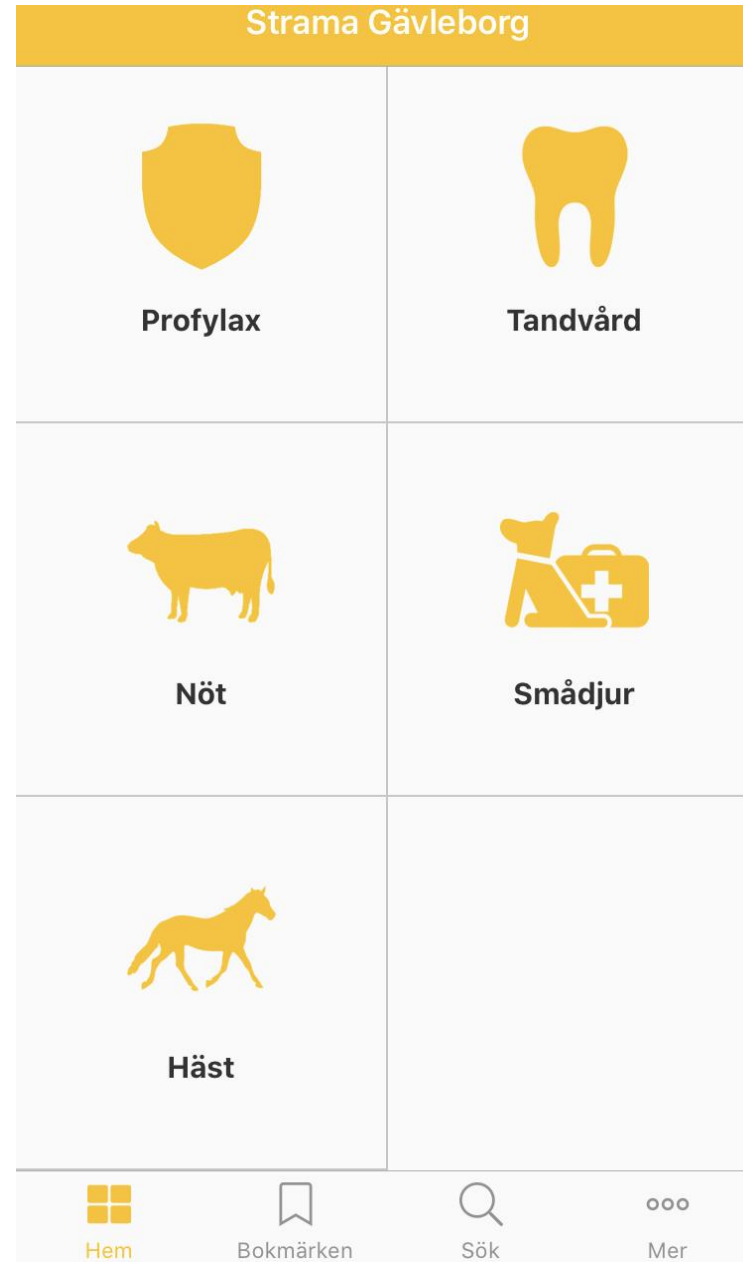 Strama Gävleborg
Profylax
Tandvård
Nöt
Smådjur
Häst
Hem
Bokmärken
Sök
Mer